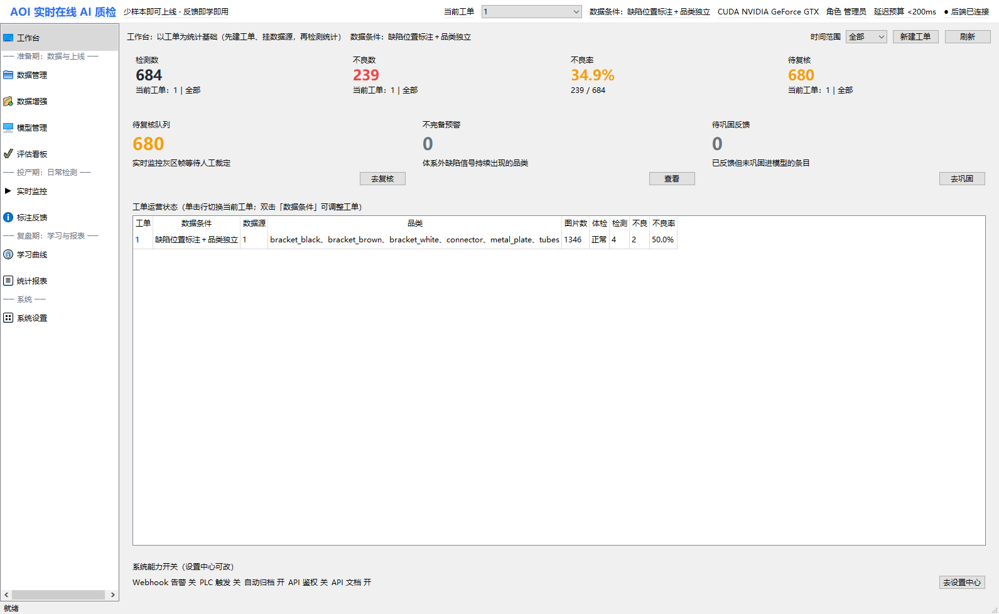 AOI 实时在线 AI 质检 少样本即可上线 · 反馈即学即用 当前工单 1 数据条件：缺陷位置标注＋品类独立 CUDA NVIDIA GeForce GTX 角色 管理员 延迟预算 <200ms ● 后端已连接
工作台
── 准备期：数据与上线 ──
数据管理
数据增强
模型管理
评估看板
── 投产期：日常检测 ──
实时监控
标注反馈
── 复盘期：学习与报表 ──
学习曲线
统计报表
── 系统 ──
系统设置
工作台：以工单为统计基础（先建工单、挂数据源，再检测统计） 数据条件：缺陷位置标注＋品类独立 时间范围 全部 新建工单 刷新
检测数
684
当前工单：1 | 全部
不良数
239
当前工单：1 | 全部
不良率
34.9%
239 / 684
待复核
680
当前工单：1 | 全部
待复核队列
680
实时监控灰区帧等待人工裁定
去复核
不完备预警
0
体系外缺陷信号持续出现的品类
查看
待巩固反馈
0
已反馈但未巩固进模型的条目
去巩固
工单运营状态（单击行切换当前工单；双击「数据条件」可调整工单）
工单 数据条件 数据源 品类 图片数 体检 检测 不良 不良率
1 缺陷位置标注＋品类独立 1 bracket_black、bracket_brown、bracket_white、connector、metal_plate、tubes 1346 正常 4 2 50.0%
系统能力开关（设置中心可改）
Webhook 告警 关 PLC 触发 关 自动归档 开 API 鉴权 关 API 文档 开
去设置中心
就绪